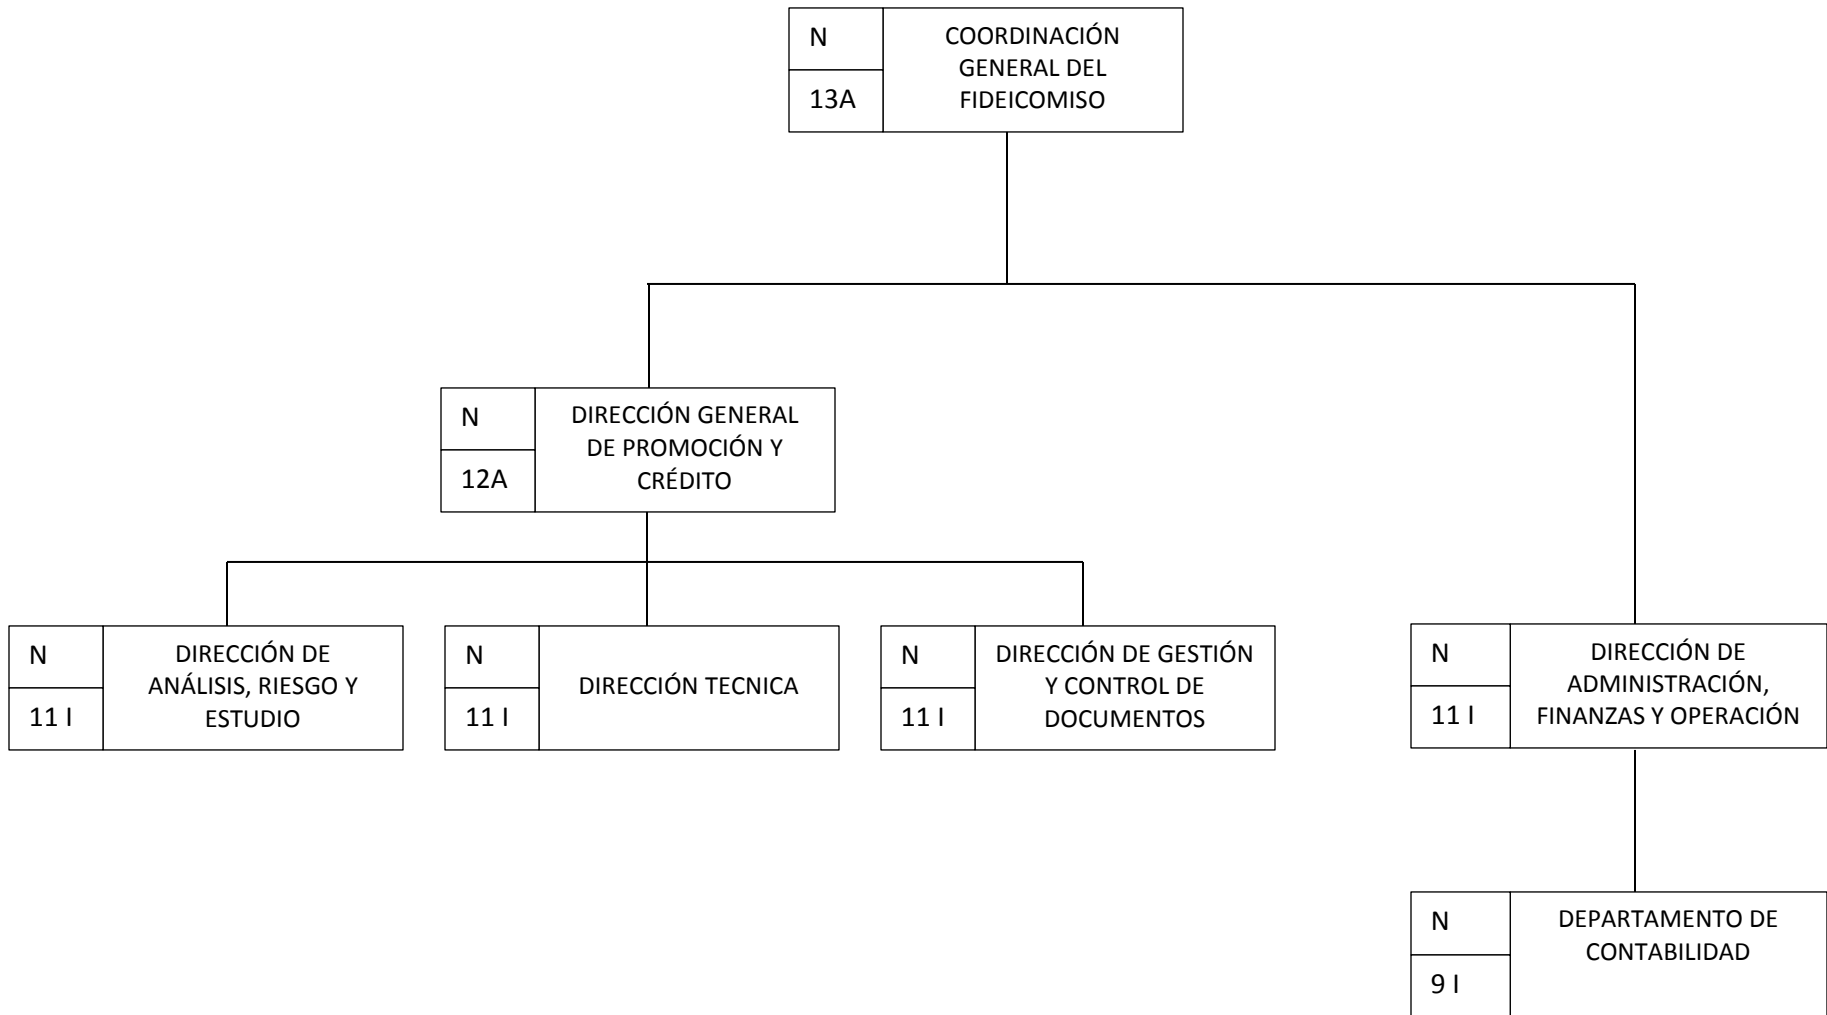 N
13A
COORDINACIÓN
GENERAL DEL
FIDEICOMISO
N
12A
DIRECCIÓN GENERAL
DE PROMOCIÓN Y
CRÉDITO
N
11 I
DIRECCIÓN DE
ANÁLISIS, RIESGO Y
ESTUDIO
N
11 I
DIRECCIÓN TECNICA
N
11 I
DIRECCIÓN DE GESTIÓN
Y CONTROL DE
DOCUMENTOS
N
11 I
DIRECCIÓN DE
ADMINISTRACIÓN,
FINANZAS Y OPERACIÓN
N
9 I
DEPARTAMENTO DE
CONTABILIDAD